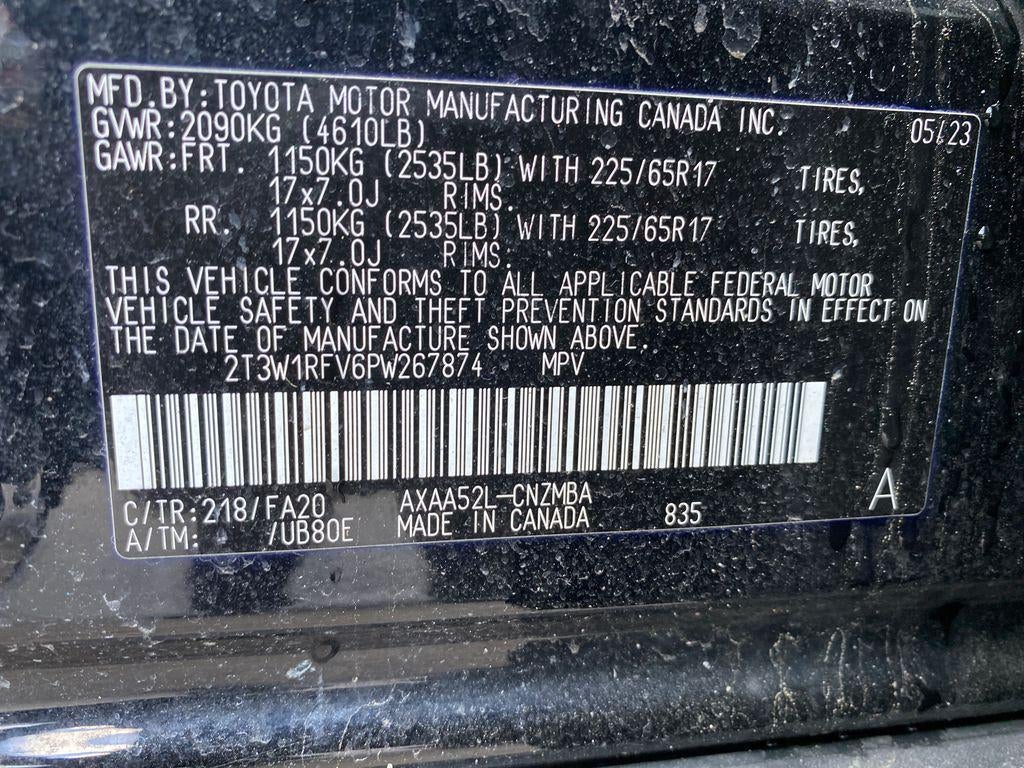 MFD.BY:TOYOTA MOTOR MANUFACTURING CANADA INC.
GVWR:2090KG (4610LB) 05/23
GAWR:FRT. 1150KG (2535LB) WITH 225/65R17 TIRES,
17x7.0J RIMS.
RR. 1150KG (2535LB) WITH 225/65R17 TIRES,
17x7.0J RIMS.
THIS VEHICLE CONFORMS TO ALL APPLICABLE FEDERAL MOTOR
VEHICLE SAFETY AND THEFT PREVENTION STANDARDS IN EFFECT ON
THE DATE OF MANUFACTURE SHOWN ABOVE.
2T3W1RFV6PW267874 MPV
C/TR:218/FA20 AXAA52L-CNZMBA A
A/TM: /UB80E MADE IN CANADA 835